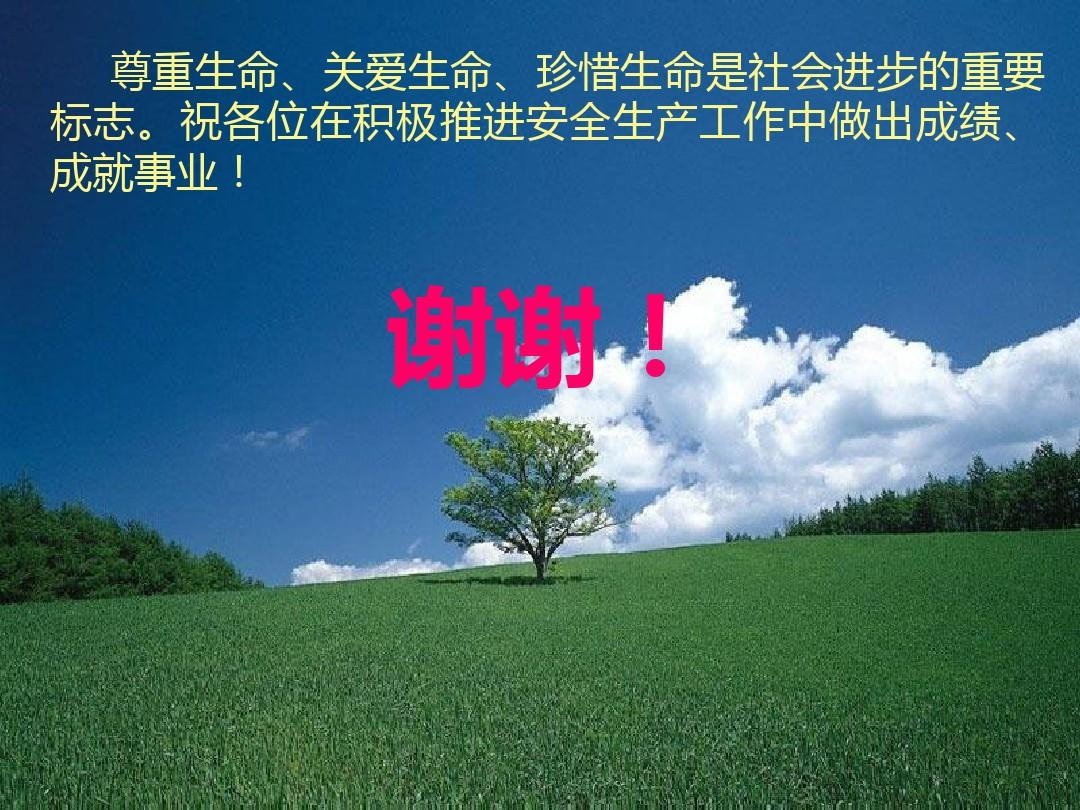 尊重生命、关爱生命、珍惜生命是社会进步的重要
标志。祝各位在积极推进安全生产工作中做出成绩、
成就事业！
谢谢！